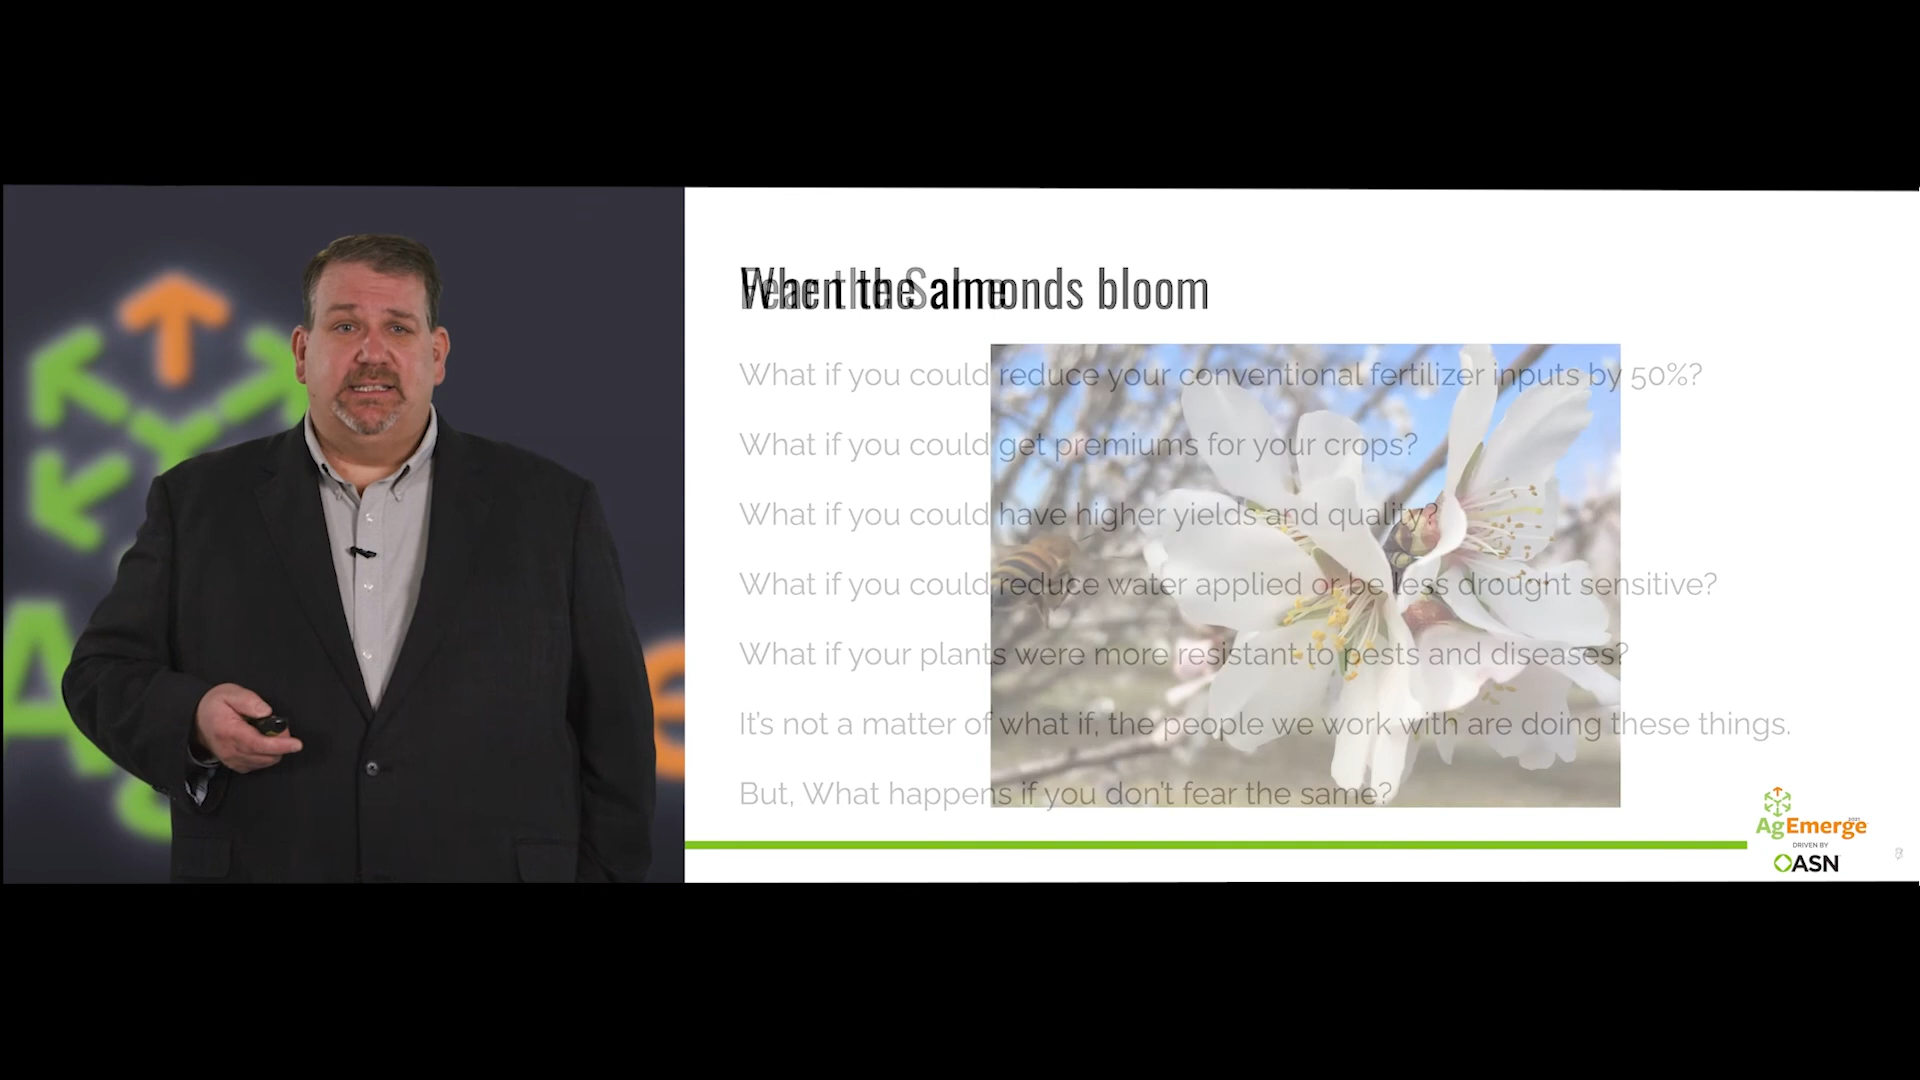 Fear the Same
When the almonds bloom
What if you could reduce your conventional fertilizer inputs by 50%?
What if you could get premiums for your crops?
What if you could have higher yields and quality?
What if you could reduce water applied or be less drought sensitive?
What if your plants were more resistant to pests and diseases?
It's not a matter of what if, the people we work with are doing these things.
But, What happens if you don't fear the same?
AgEmerge
2021
DRIVEN BY
ASN
A
e